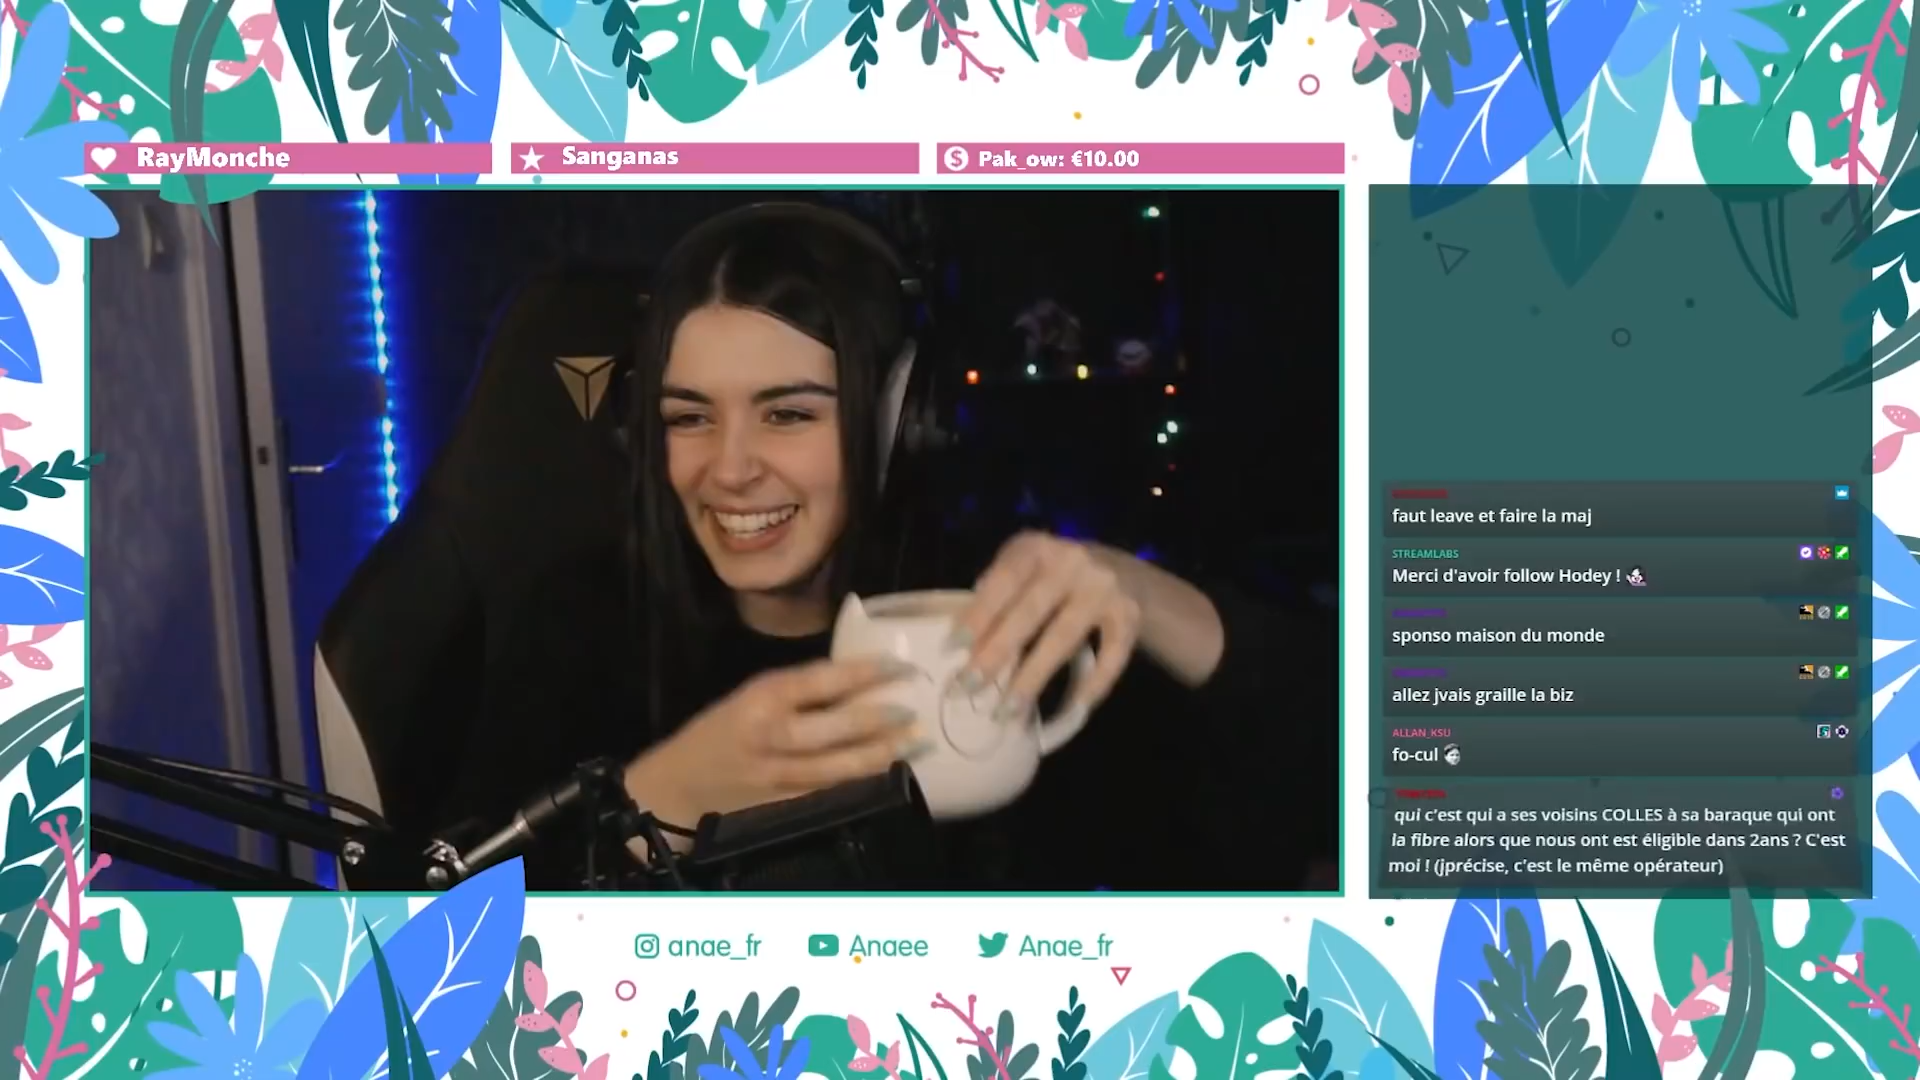 RayMonche
Sanganas
Pak_ow: €10.00
faut leave et faire la maj
STREAMLABS
Merci d'avoir follow Hodey !
sponso maison du monde
allez jvais graille la biz
ALLAN_KSU
fo-cul
qui c'est qui a ses voisins COLLES à sa baraque qui ont
la fibre alors que nous ont est éligible dans 2ans ? C'est
moi ! (jprécise, c'est le même opérateur)
anae_fr
Anaee
Anae_fr